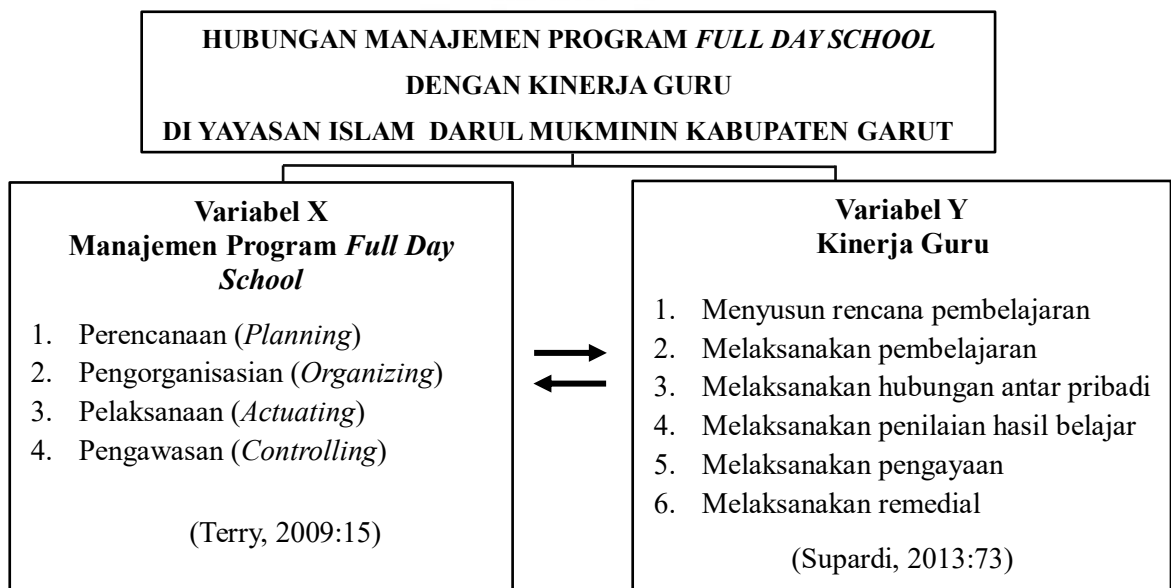 HUBUNGAN MANAJEMEN PROGRAM FULL DAY SCHOOL
DENGAN KINERJA GURU
DI YAYASAN ISLAM DARUL MUKMININ KABUPATEN GARUT
Variabel X
Manajemen Program Full Day
School
1. Perencanaan (Planning)
2. Pengorganisasian (Organizing)
3. Pelaksanaan (Actuating)
4. Pengawasan (Controlling)
(Terry, 2009:15)
Variabel Y
Kinerja Guru
1. Menyusun rencana pembelajaran
2. Melaksanakan pembelajaran
3. Melaksanakan hubungan antar pribadi
4. Melaksanakan penilaian hasil belajar
5. Melaksanakan pengayaan
6. Melaksanakan remedial
(Supardi, 2013:73)